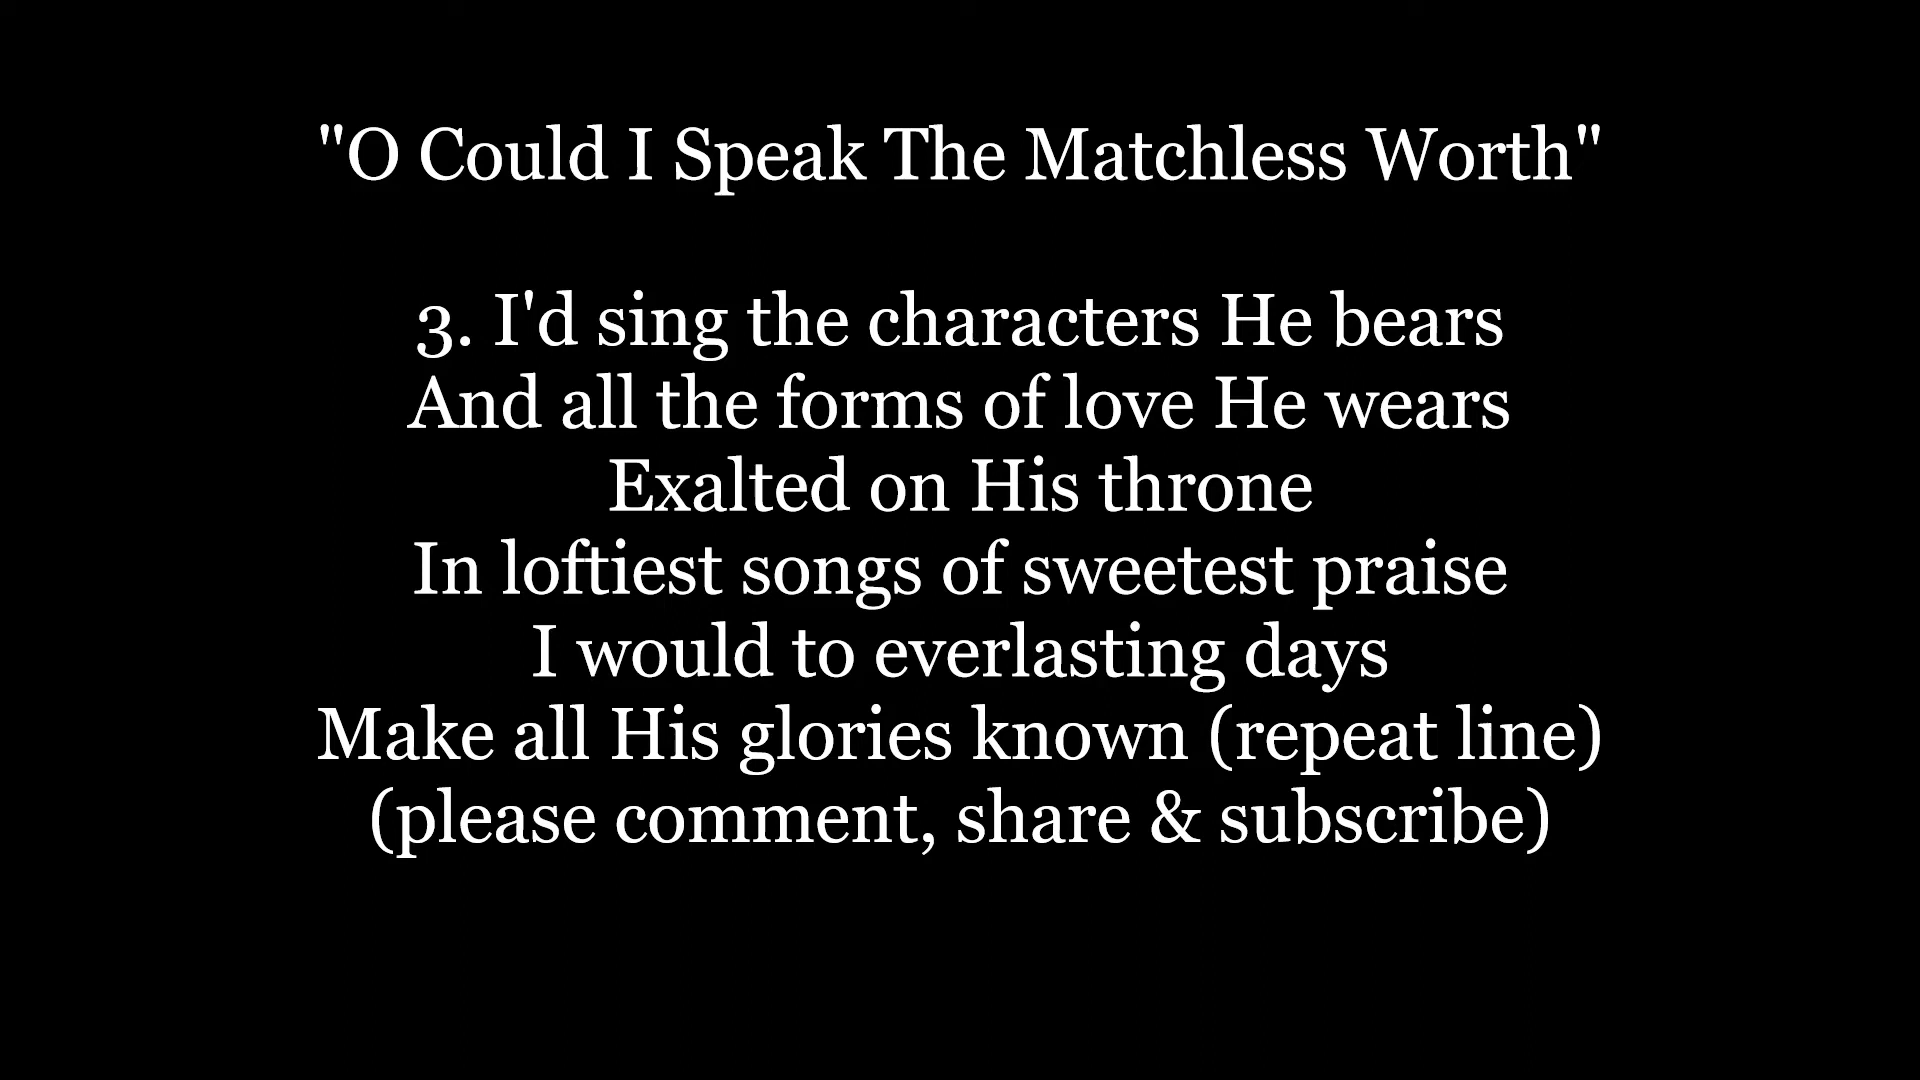 "O Could I Speak The Matchless Worth"
3. I'd sing the characters He bears
And all the forms of love He wears
Exalted on His throne
In loftiest songs of sweetest praise
I would to everlasting days
Make all His glories known (repeat line)
(please comment, share & subscribe)